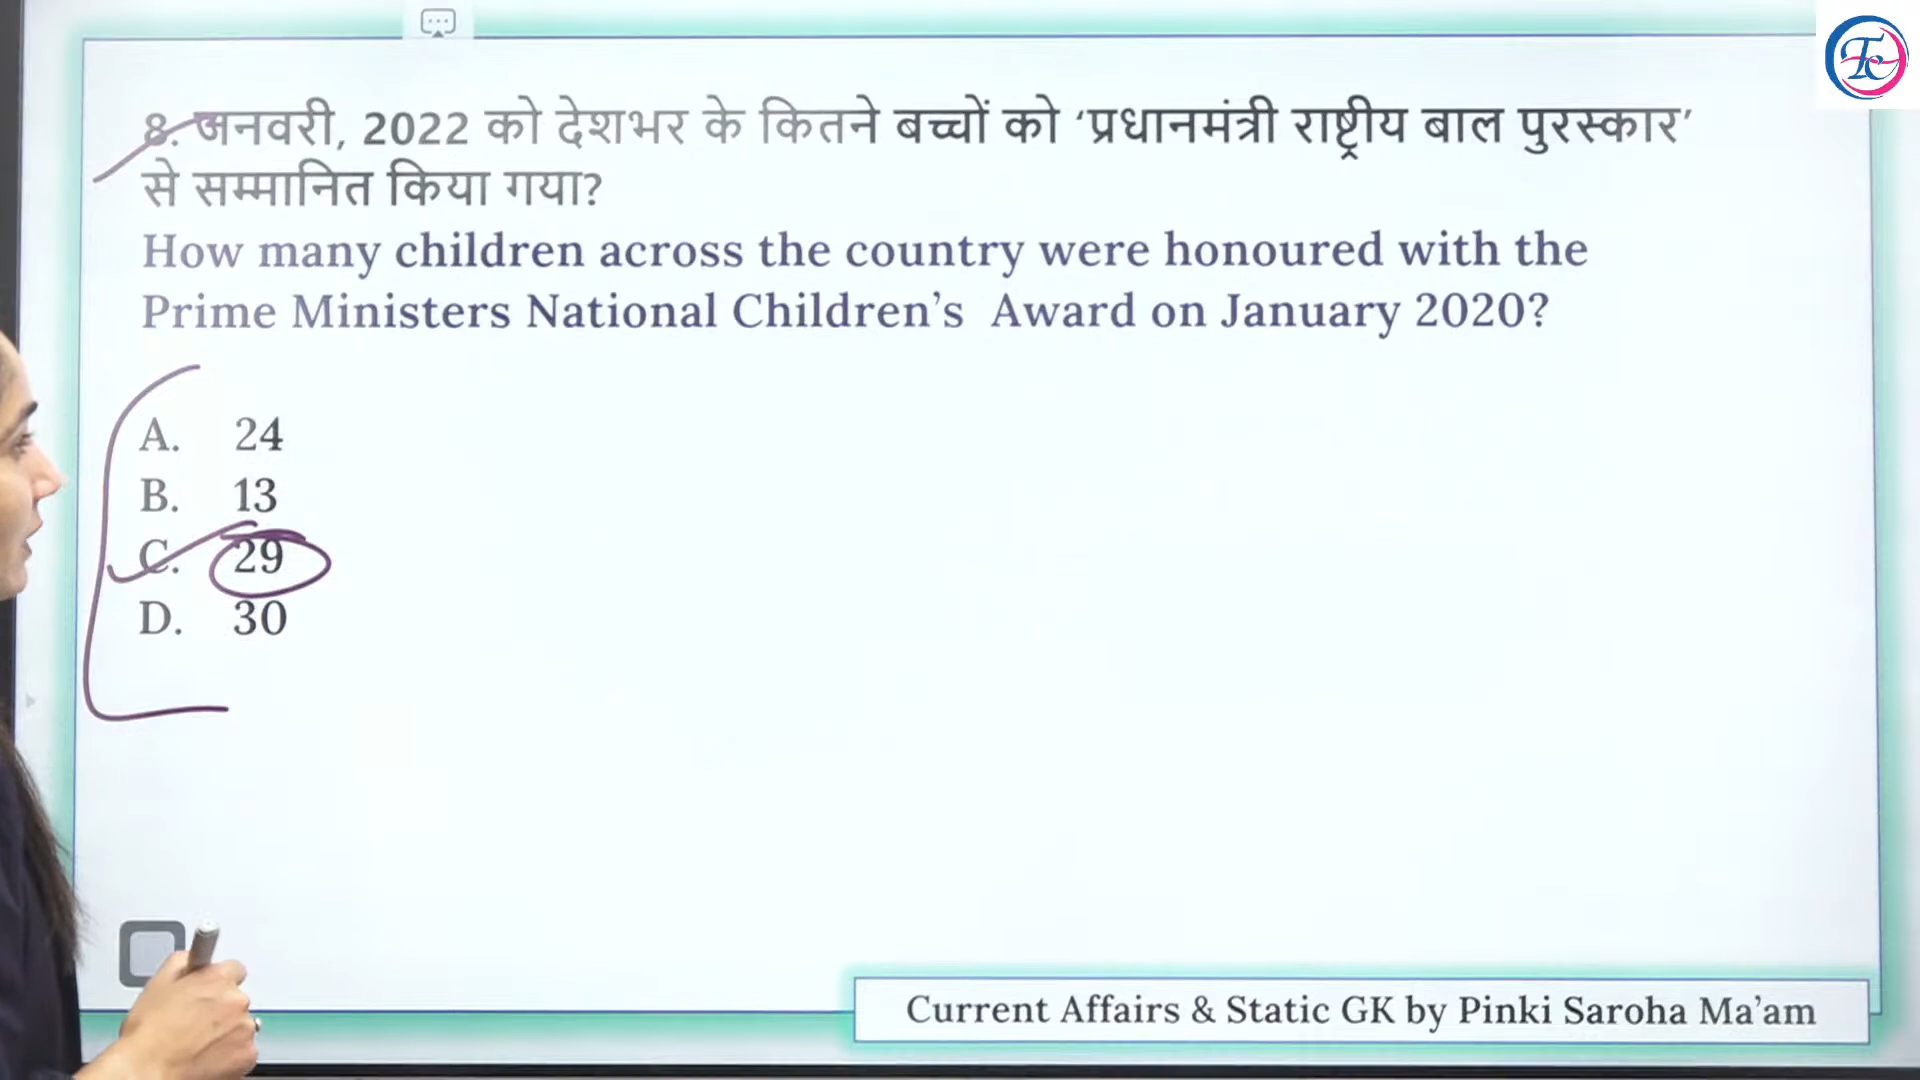 8. जनवरी, 2022 को देशभर के कितने बच्चों को ‘प्रधानमंत्री राष्ट्रीय बाल पुरस्कार’
से सम्मानित किया गया?
How many children across the country were honoured with the
Prime Ministers National Children’s Award on January 2020?
A. 24
B. 13
C. 29
D. 30
Current Affairs & Static GK by Pinki Saroha Ma’am
Tc